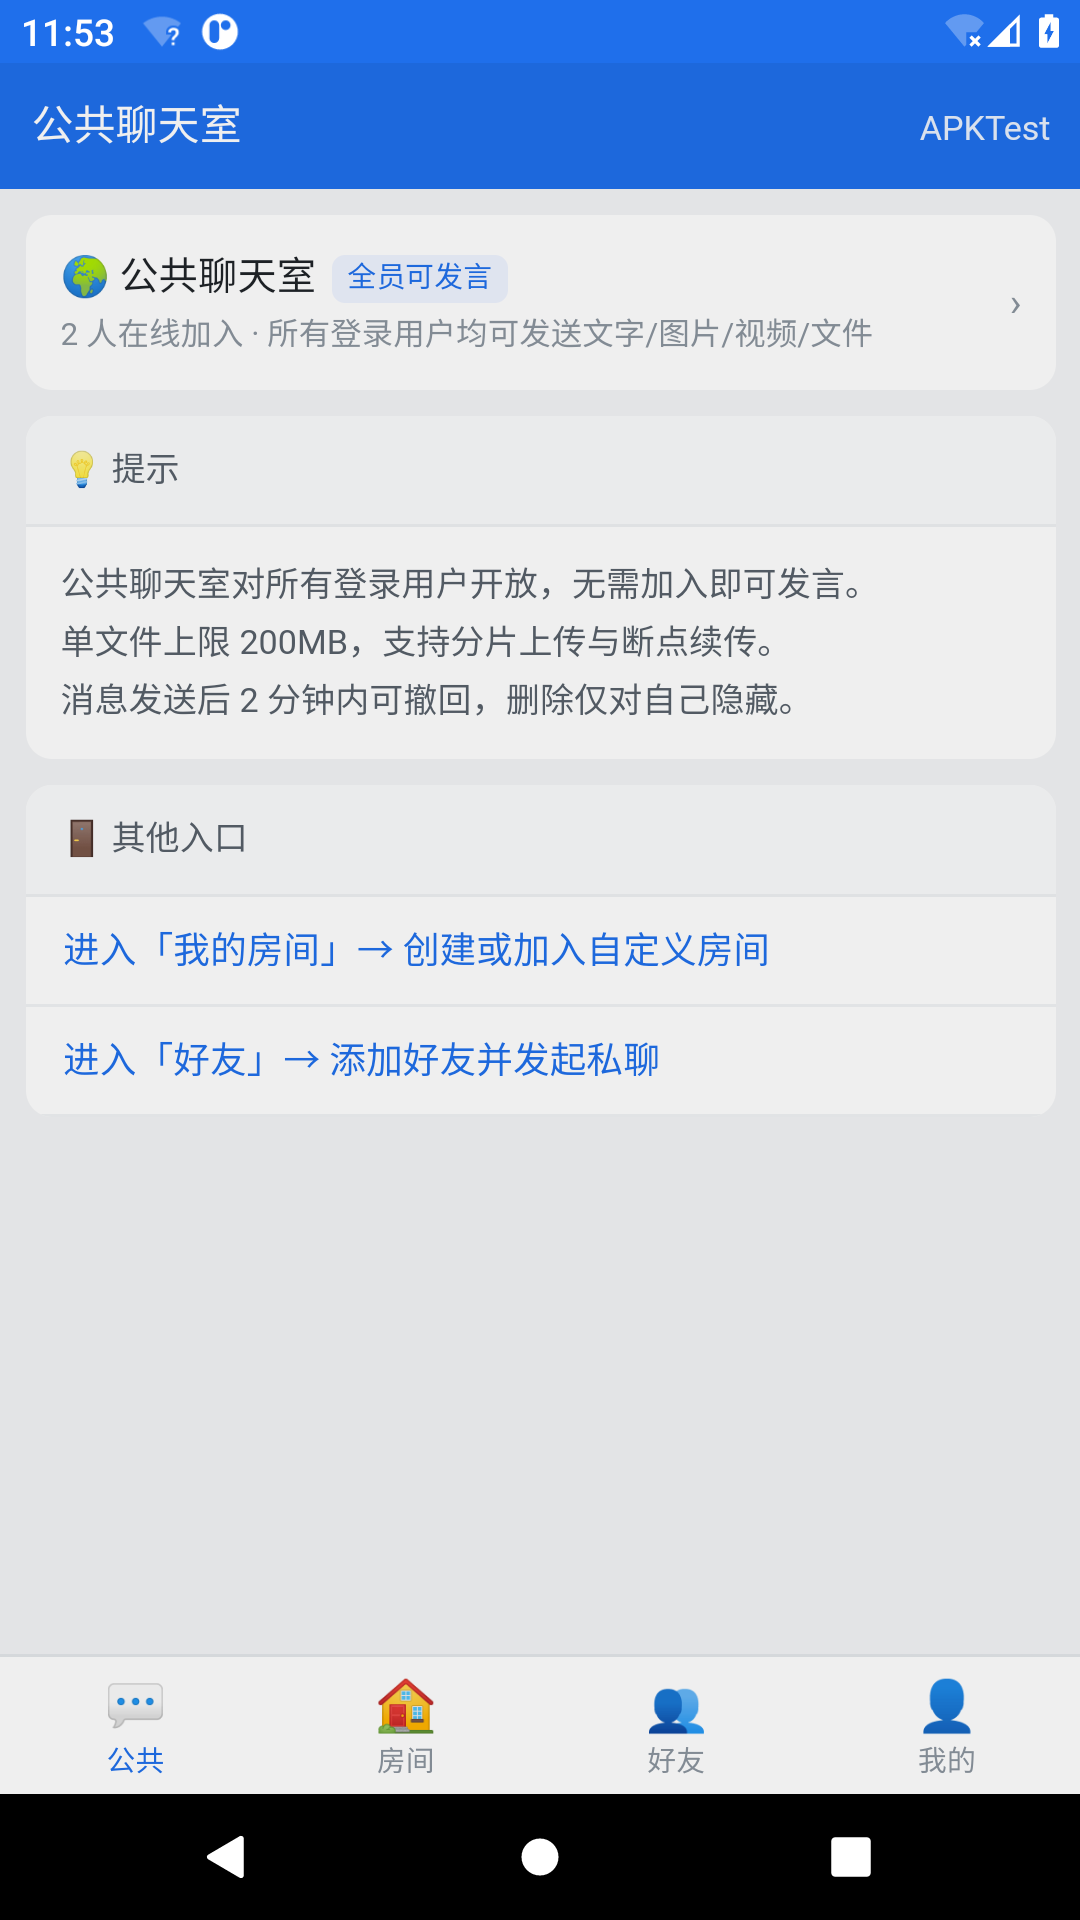 11:53
公共聊天室
APKTest
公共聊天室 全员可发言
2 人在线加入 · 所有登录用户均可发送文字/图片/视频/文件
提示
公共聊天室对所有登录用户开放，无需加入即可发言。
单文件上限 200MB，支持分片上传与断点续传。
消息发送后 2 分钟内可撤回，删除仅对自己隐藏。
其他入口
进入「我的房间」→ 创建或加入自定义房间
进入「好友」→ 添加好友并发起私聊
公共
房间
好友
我的